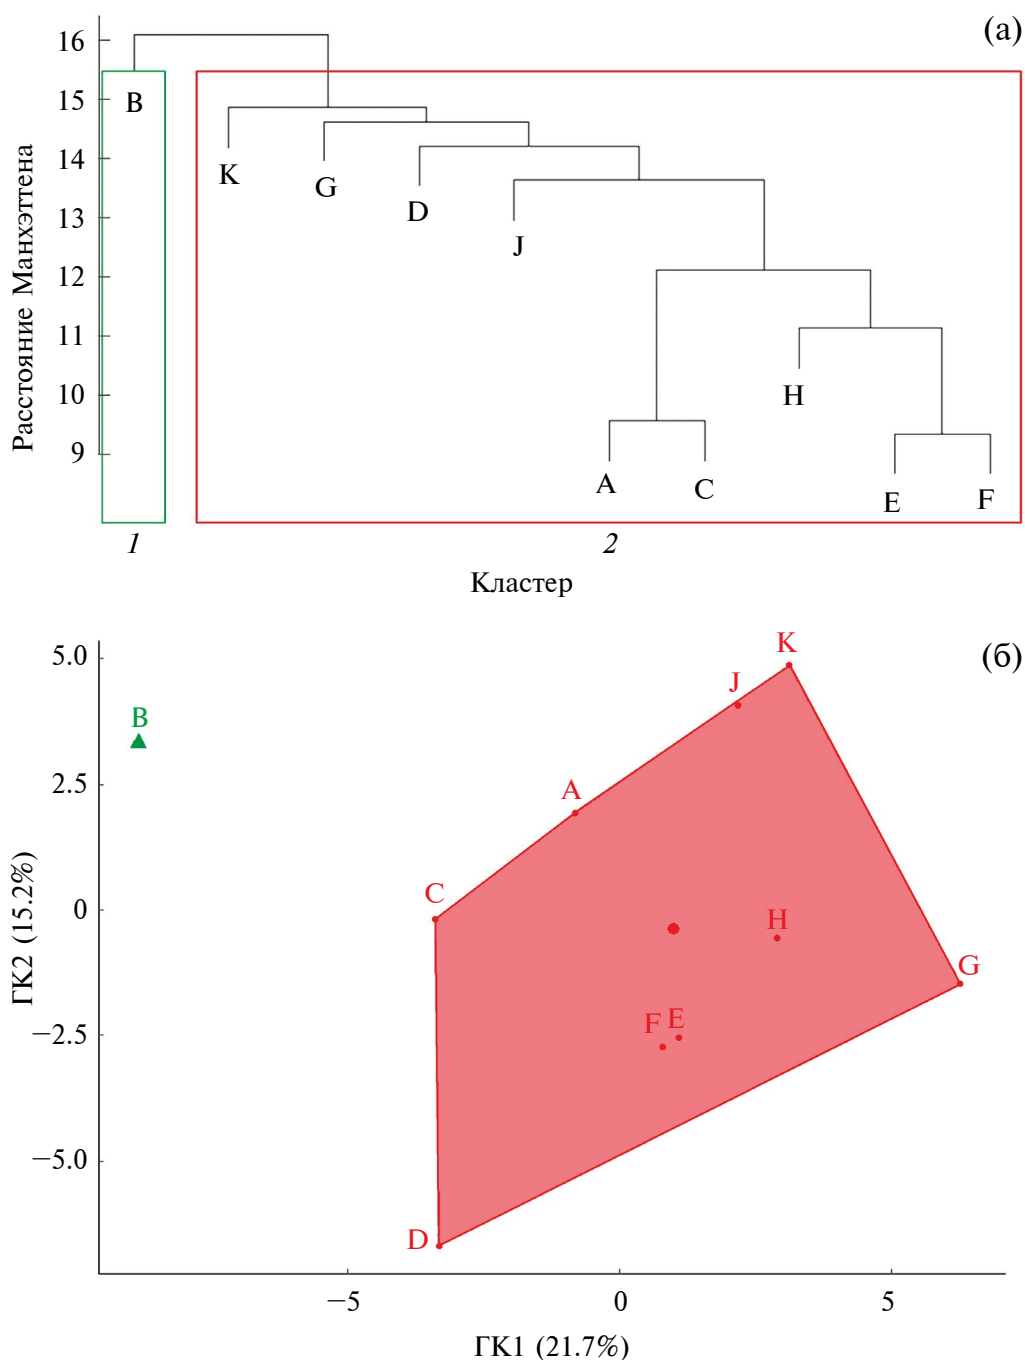 (а)
16
15
14
13
12
11
10
9
Расстояние Манхэттена
B
K
G
D
J
H
A
C
E
F
1
2
Кластер
(б)
5.0
2.5
0
−2.5
−5.0
ГК2 (15.2%)
K
J
B
A
C
H
G
F
E
D
−5
0
5
ГК1 (21.7%)